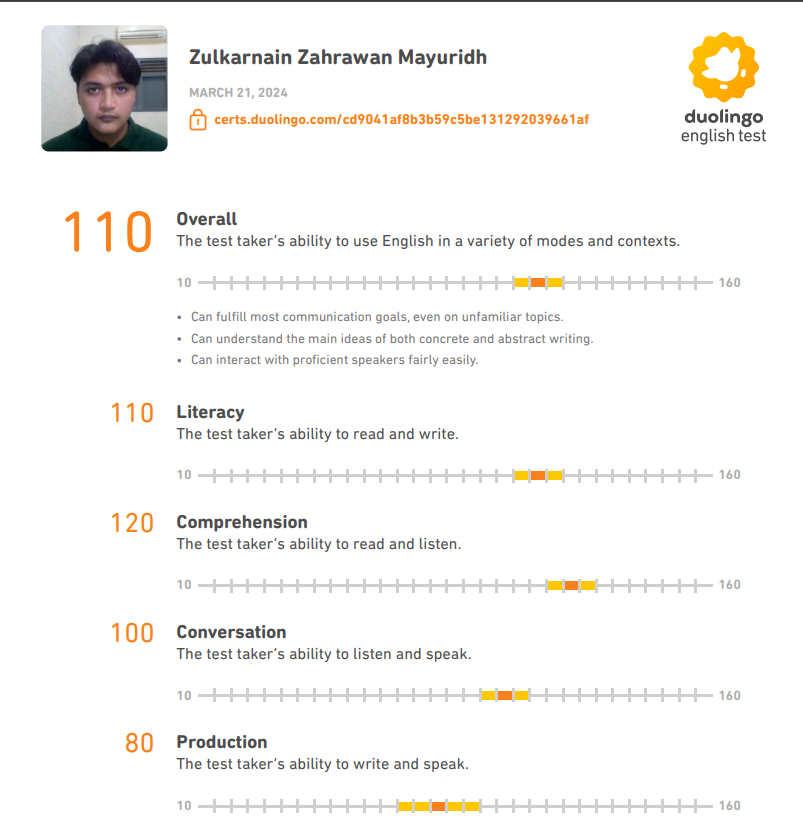 Zulkarnain Zahrawan Mayuridh
MARCH 21, 2024
certs.duolingo.com/cd9041af8b3b59c5be131292039661af
duolingo
english test
110
Overall
The test taker's ability to use English in a variety of modes and contexts.
10
160
• Can fulfill most communication goals, even on unfamiliar topics.
• Can understand the main ideas of both concrete and abstract writing.
• Can interact with proficient speakers fairly easily.
110
Literacy
The test taker's ability to read and write.
10
160
120
Comprehension
The test taker's ability to read and listen.
10
160
100
Conversation
The test taker's ability to listen and speak.
10
160
80
Production
The test taker's ability to write and speak.
10
160